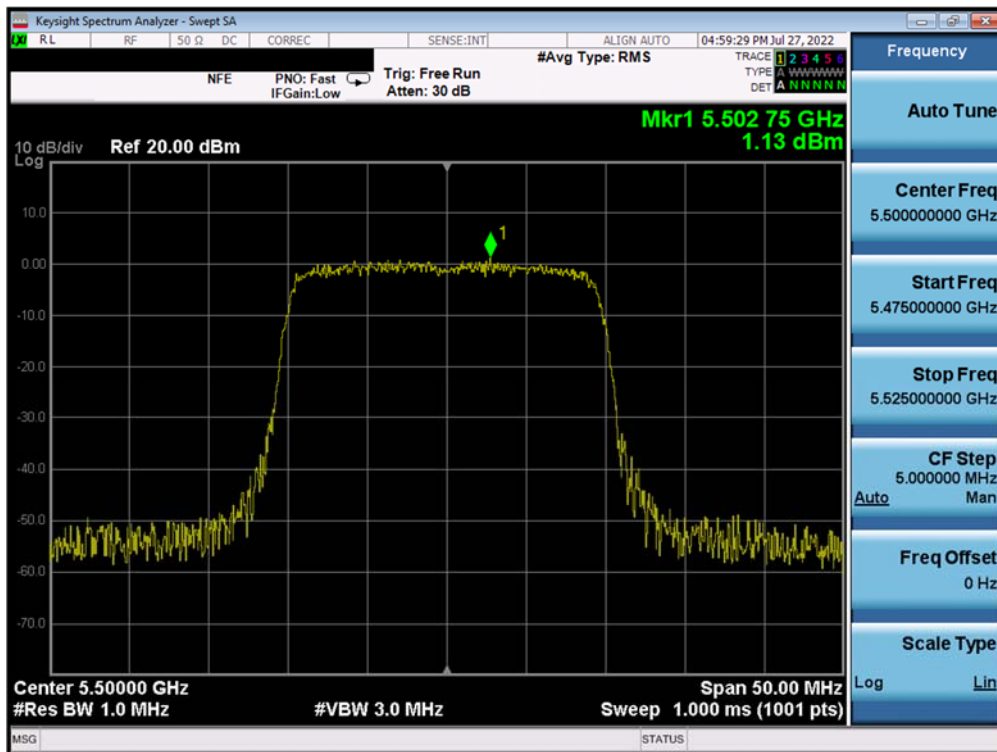 Keysight Spectrum Analyzer - Swept SA
LXI RL RF 50 Ω DC CORREC SENSE:INT ALIGN AUTO 04:59:29 PM Jul 27, 2022
Frequency
NFE PNO: Fast IFGain:Low Trig: Free Run Atten: 30 dB #Avg Type: RMS TRACE 1 2 3 4 5 6
TYPE A WWWWW
DET A N N N N N
Mkr1 5.502 75 GHz
1.13 dBm
10 dB/div Ref 20.00 dBm
Log
1
10.0
0.00
-10.0
-20.0
-30.0
-40.0
-50.0
-60.0
-70.0
Center 5.50000 GHz Span 50.00 MHz
#Res BW 1.0 MHz #VBW 3.0 MHz Sweep 1.000 ms (1001 pts)
MSG STATUS
Auto Tune
Center Freq
5.500000000 GHz
Start Freq
5.475000000 GHz
Stop Freq
5.525000000 GHz
CF Step
5.000000 MHz
Auto Man
Freq Offset
0 Hz
Scale Type
Log Lin